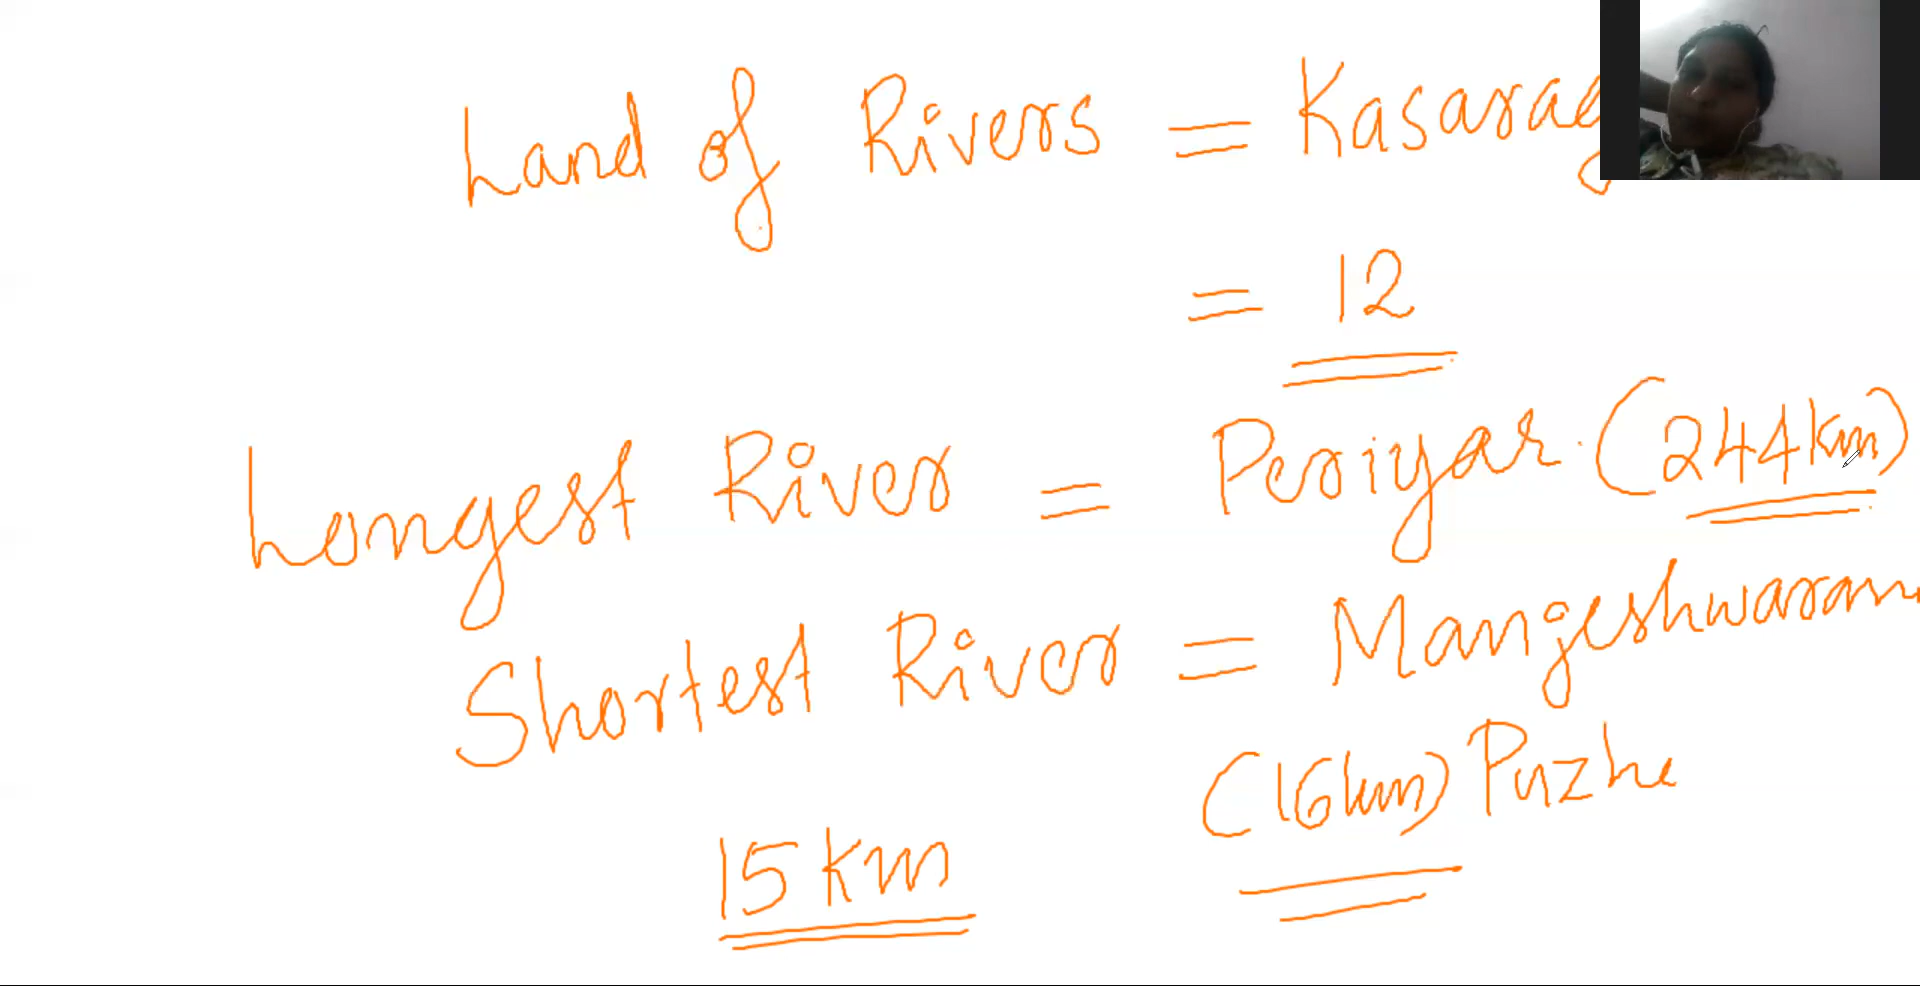 Land of Rivers = Kasarag
= 12
Longest River = Periyar. (244km)
Shortest River = Manjeshwaram
(16km) Puzha
15 km